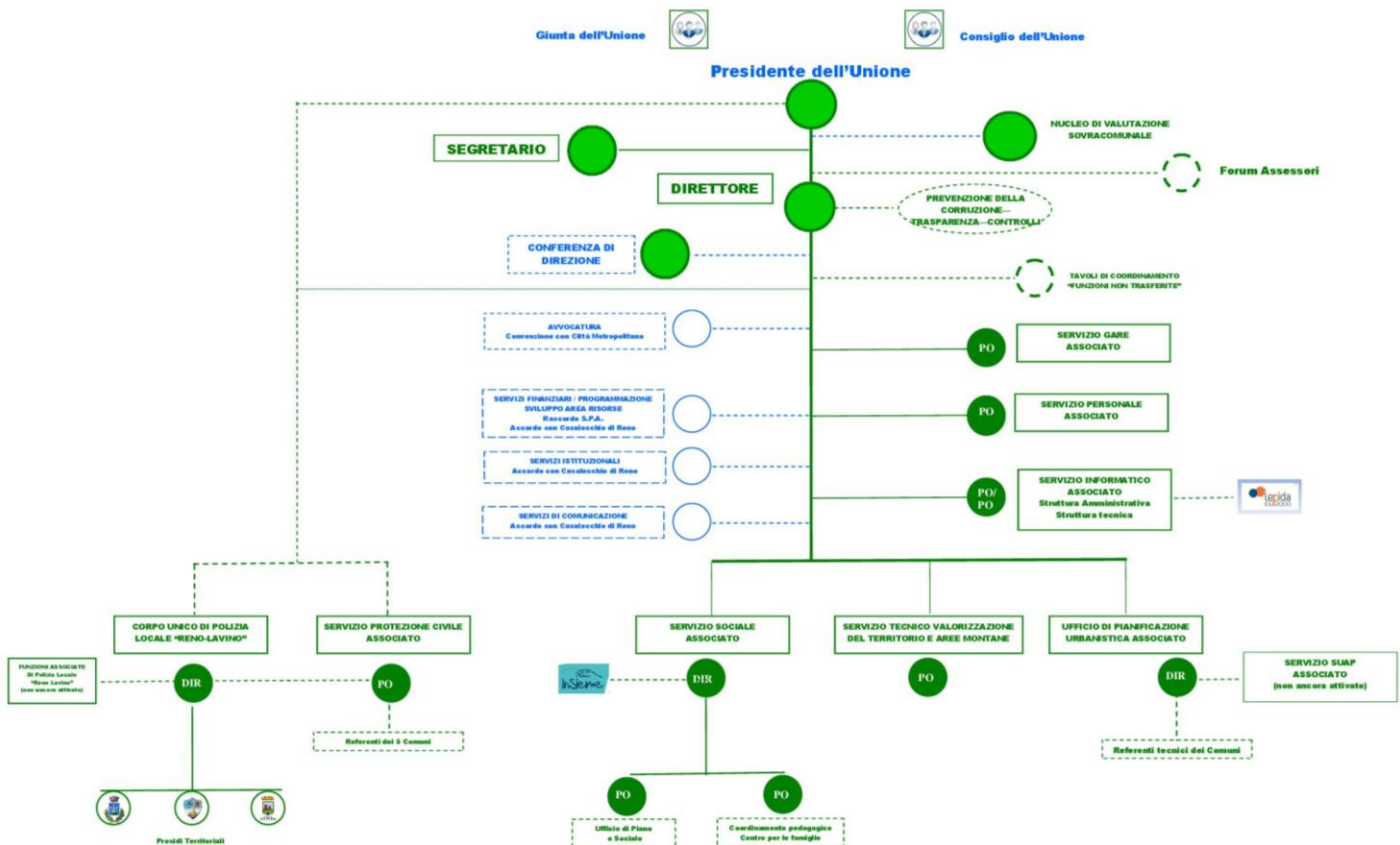 Giunta dell'Unione
Consiglio dell'Unione
Presidente dell'Unione
NUCLEO DI VALUTAZIONE
SOVRACOMUNALE
SEGRETARIO
Forum Assessori
DIRETTORE
PREVENZIONE DELLA
CORRUZIONE—
TRASPARENZA—CONTROLLI
CONFERENZA DI
DIREZIONE
TAVOLI DI COORDINAMENTO
"FUNZIONI NON TRASFERITE"
AVVOCATURA
Convenzione con Città Metropolitana
PO
SERVIZIO GARE
ASSOCIATO
SERVIZI FINANZIARI / PROGRAMMAZIONE
SVILUPPO AREA RISORSE
Raccordo S.P.A.
Accordo con Casalecchio di Reno
PO
SERVIZIO PERSONALE
ASSOCIATO
SERVIZI ISTITUZIONALI
Accordo con Casalecchio di Reno
PO/
PO
SERVIZIO INFORMATICO
ASSOCIATO
Struttura Amministrativa
Struttura tecnica
lepida
SERVIZI DI COMUNICAZIONE
Accordo con Casalecchio di Reno
CORPO UNICO DI POLIZIA
LOCALE "RENO-LAVINO"
SERVIZIO PROTEZIONE CIVILE
ASSOCIATO
SERVIZIO SOCIALE
ASSOCIATO
SERVIZIO TECNICO VALORIZZAZIONE
DEL TERRITORIO E AREE MONTANE
UFFICIO DI PIANIFICAZIONE
URBANISTICA ASSOCIATO
FUNZIONI ASSOCIATE
Di Polizia Locale
"Reno Lavino"
(non ancora attivato)
DIR
PO
InSieme
DIR
PO
DIR
SERVIZIO SUAP
ASSOCIATO
(non ancora attivato)
Referenti dei 5 Comuni
Referenti tecnici dei Comuni
PO
PO
Ufficio di Piano
e Sociale
Coordinamento pedagogico
Centro per le famiglie
Presidi Territoriali